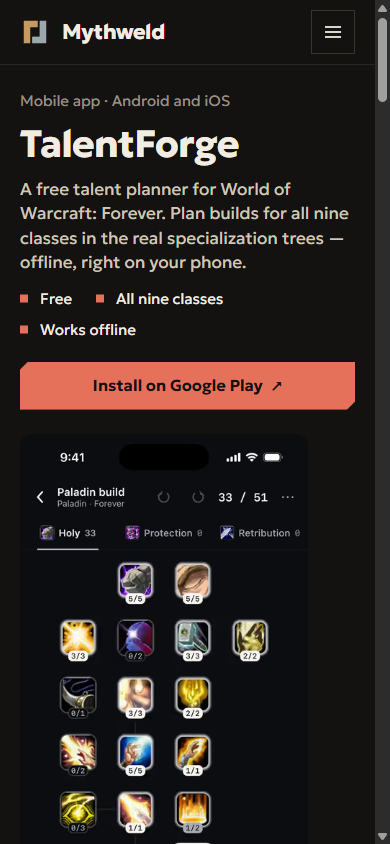 Mythweld
Mobile app · Android and iOS
TalentForge
A free talent planner for World of
Warcraft: Forever. Plan builds for all nine
classes in the real specialization trees —
offline, right on your phone.
Free
All nine classes
Works offline
Install on Google Play ↗
9:41
Paladin build
Paladin · Forever
33 / 51
Holy 33
Protection 0
Retribution 0
5/5 5/5
3/3 0/2 3/3 2/2
0/1 3/3 2/2
0/2 5/5 1/1
0/3 1/1 1/2